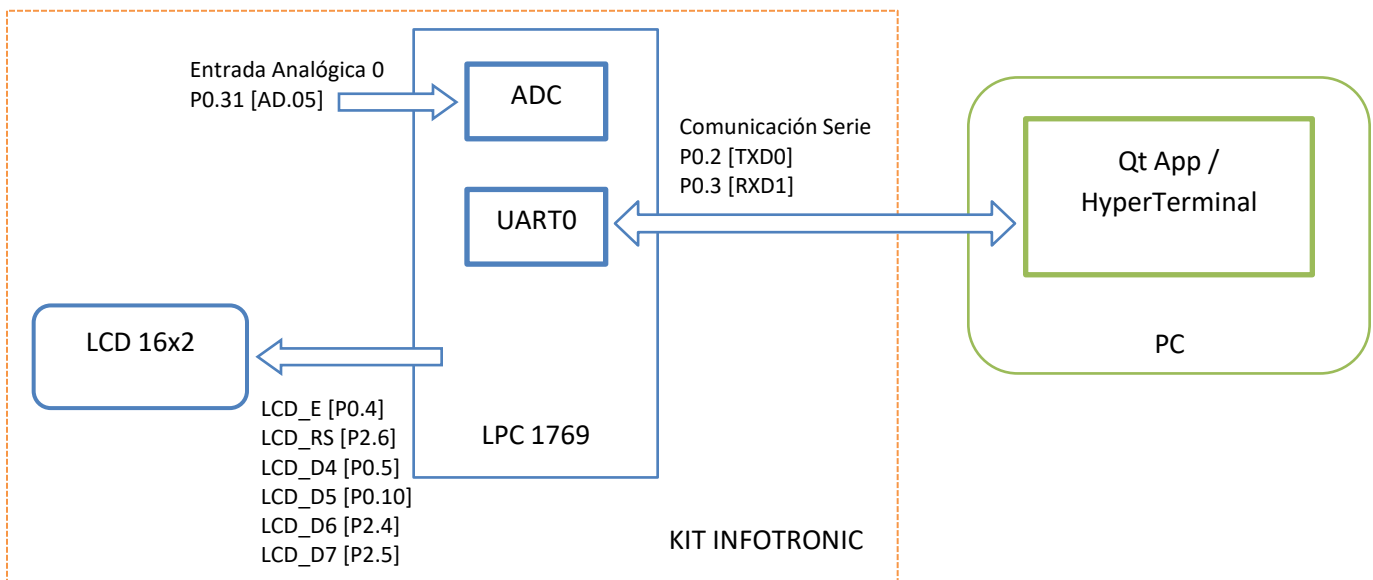 Entrada Analógica 0
P0.31 [AD.05]
ADC
Comunicación Serie
P0.2 [TXD0]
P0.3 [RXD1]
UART0
Qt App /
HyperTerminal
PC
LCD 16x2
LCD_E [P0.4]
LCD_RS [P2.6]
LCD_D4 [P0.5]
LCD_D5 [P0.10]
LCD_D6 [P2.4]
LCD_D7 [P2.5]
LPC 1769
KIT INFOTRONIC